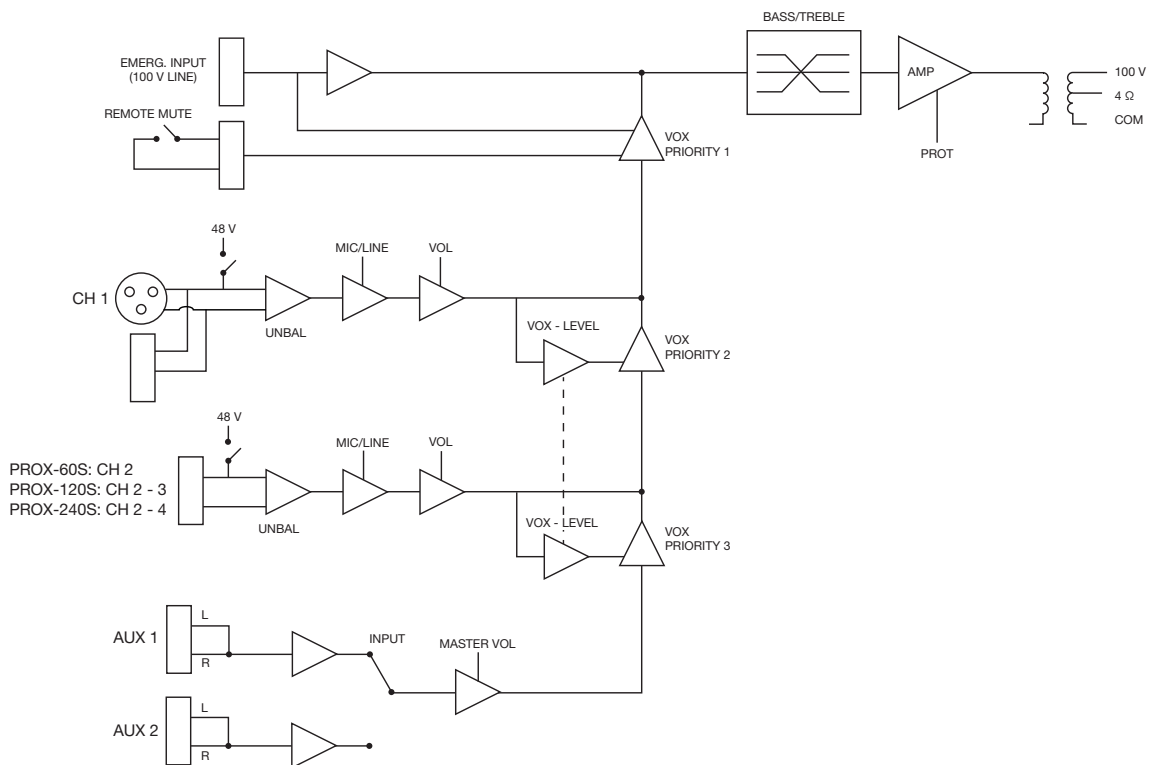 BASS/TREBLE
EMERG. INPUT
(100 V LINE)
AMP
100 V
4 Ω
COM
REMOTE MUTE
VOX
PRIORITY 1
PROT
48 V
MIC/LINE
VOL
CH 1
UNBAL
VOX - LEVEL
VOX
PRIORITY 2
48 V
MIC/LINE
VOL
PROX-60S: CH 2
PROX-120S: CH 2 - 3
PROX-240S: CH 2 - 4
UNBAL
VOX - LEVEL
VOX
PRIORITY 3
L
AUX 1
R
INPUT
MASTER VOL
L
AUX 2
R